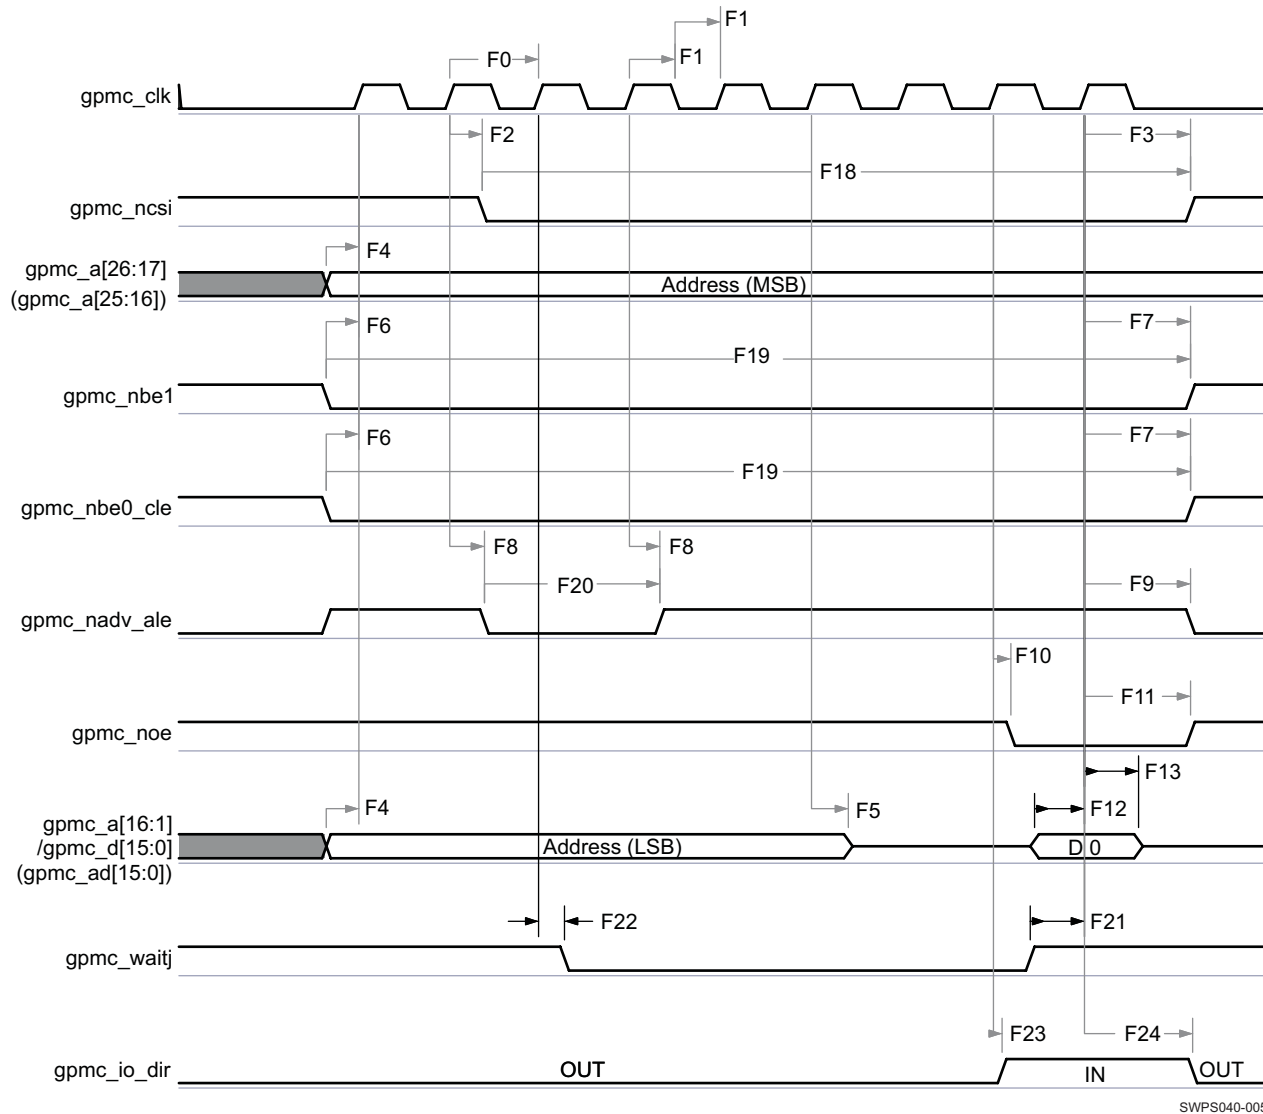 F1
F0
F1
gpmc_clk
F2
F3
F18
gpmc_ncsi
F4
gpmc_a[26:17]
(gpmc_a[25:16])
Address (MSB)
F6
F7
F19
gpmc_nbe1
F6
F7
F19
gpmc_nbe0_cle
F8
F8
F20
F9
gpmc_nadv_ale
F10
F11
gpmc_noe
F13
F4
F5
F12
gpmc_a[16:1]
/gpmc_d[15:0]
(gpmc_ad[15:0])
Address (LSB)
D 0
F22
F21
gpmc_waitj
F23
F24
gpmc_io_dir
OUT
IN
OUT
SWPS040-005